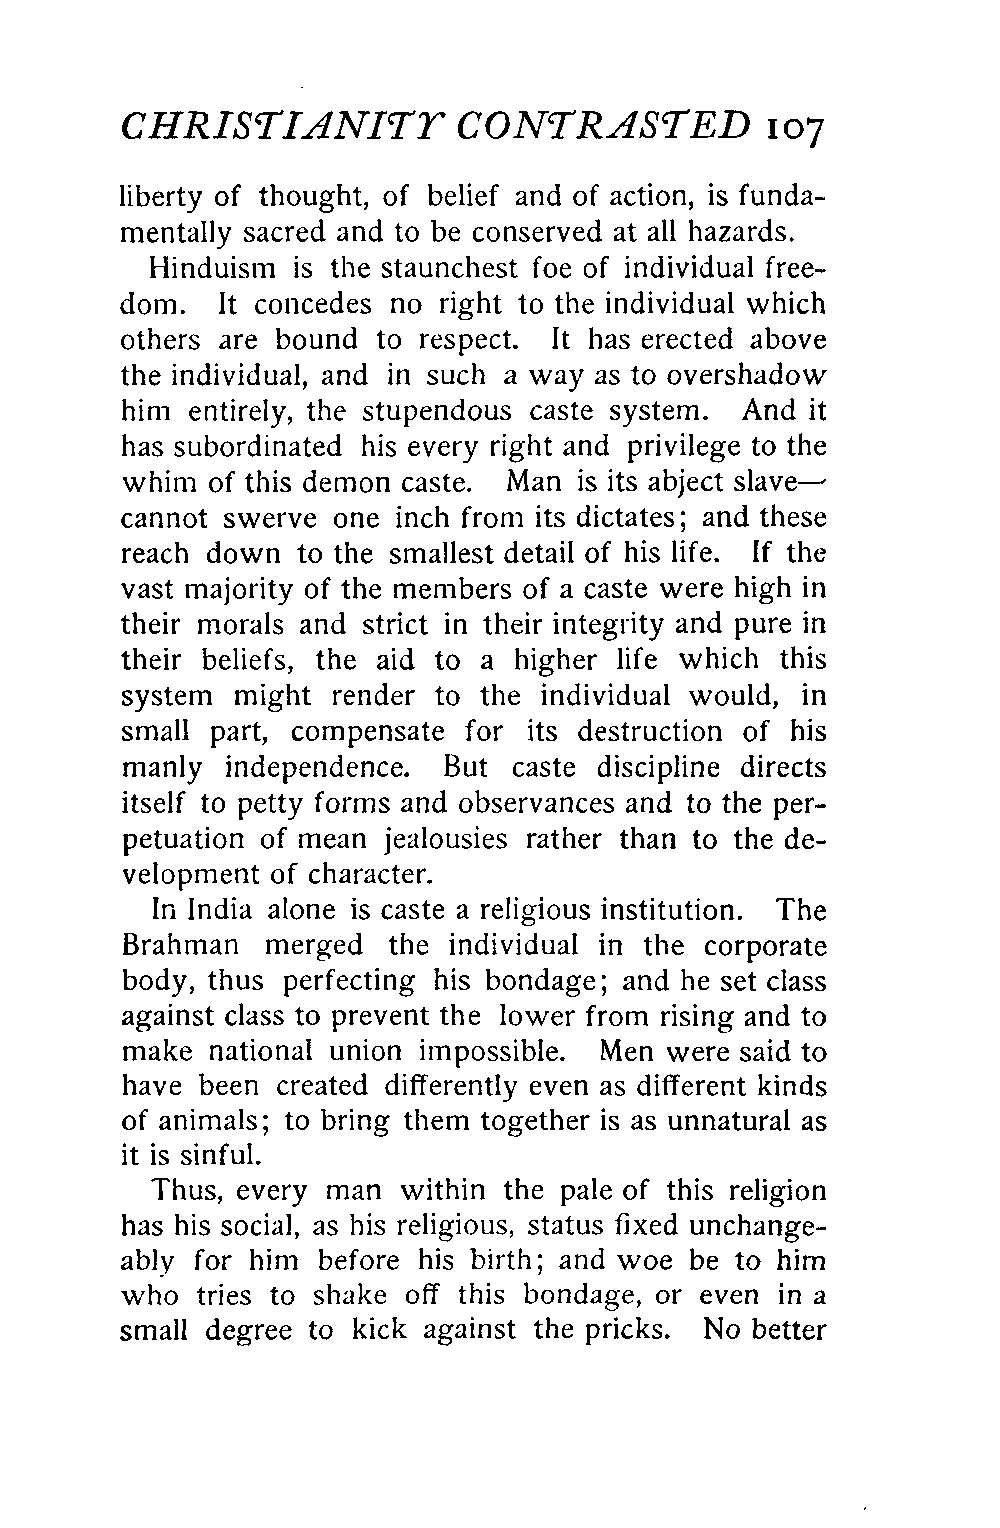 CHRISTIANITY CONTRASTED 107
liberty of thought, of belief and of action, is funda-
mentally sacred and to be conserved at all hazards.
Hinduism is the staunchest foe of individual free-
dom. It concedes no right to the individual which
others are bound to respect. It has erected above
the individual, and in such a way as to overshadow
him entirely, the stupendous caste system. And it
has subordinated his every right and privilege to the
whim of this demon caste. Man is its abject slave—
cannot swerve one inch from its dictates; and these
reach down to the smallest detail of his life. If the
vast majority of the members of a caste were high in
their morals and strict in their integrity and pure in
their beliefs, the aid to a higher life which this
system might render to the individual would, in
small part, compensate for its destruction of his
manly independence. But caste discipline directs
itself to petty forms and observances and to the per-
petuation of mean jealousies rather than to the de-
velopment of character.
In India alone is caste a religious institution. The
Brahman merged the individual in the corporate
body, thus perfecting his bondage; and he set class
against class to prevent the lower from rising and to
make national union impossible. Men were said to
have been created differently even as different kinds
of animals; to bring them together is as unnatural as
it is sinful.
Thus, every man within the pale of this religion
has his social, as his religious, status fixed unchange-
ably for him before his birth; and woe be to him
who tries to shake off this bondage, or even in a
small degree to kick against the pricks. No better